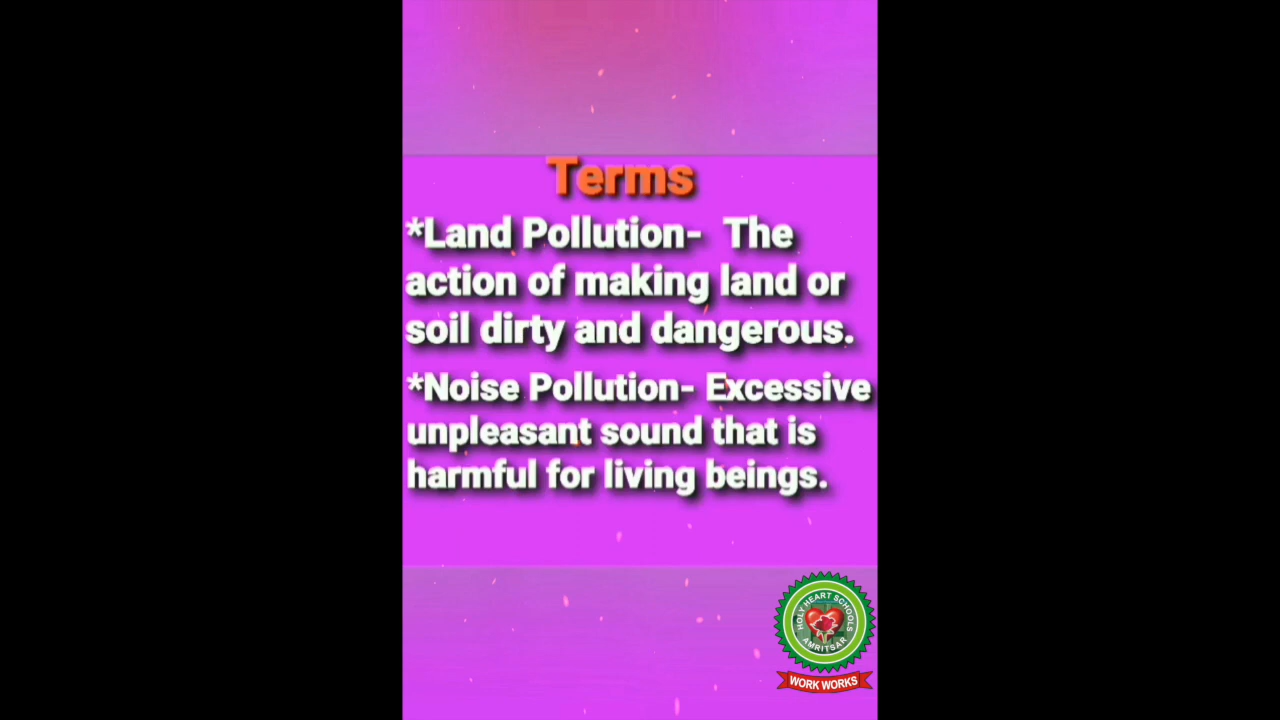 Terms
*Land Pollution- The
action of making land or
soil dirty and dangerous.
*Noise Pollution- Excessive
unpleasant sound that is
harmful for living beings.
HOLY HEART SCHOOLS
AMRITSAR
WORK WORKS